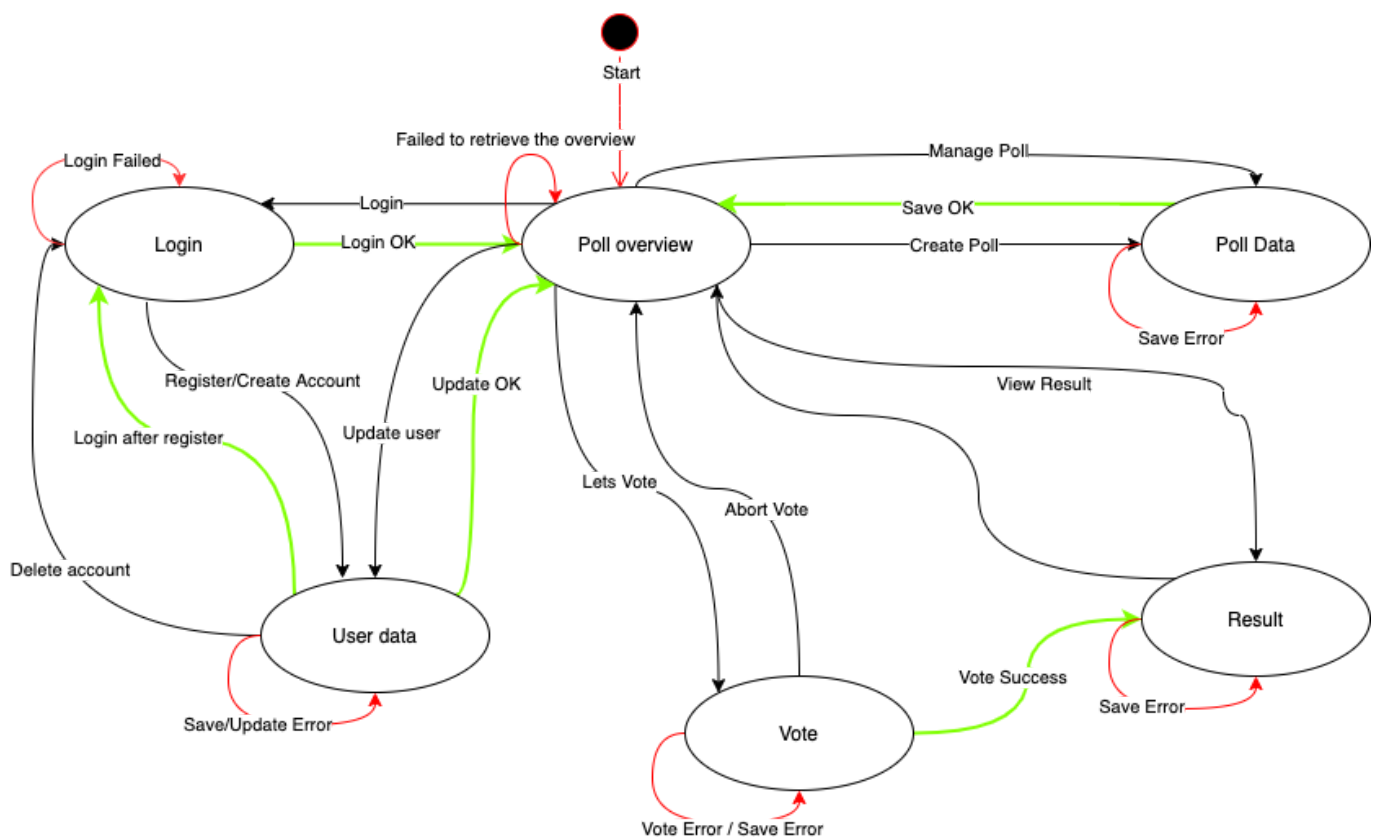 Start
Failed to retrieve the overview
Manage Poll
Login Failed
Login
Save OK
Login
Login OK
Poll overview
Create Poll
Poll Data
Save Error
Register/Create Account
Update OK
View Result
Login after register
Update user
Lets Vote
Abort Vote
Delete account
User data
Result
Vote Success
Save Error
Save/Update Error
Vote
Vote Error / Save Error